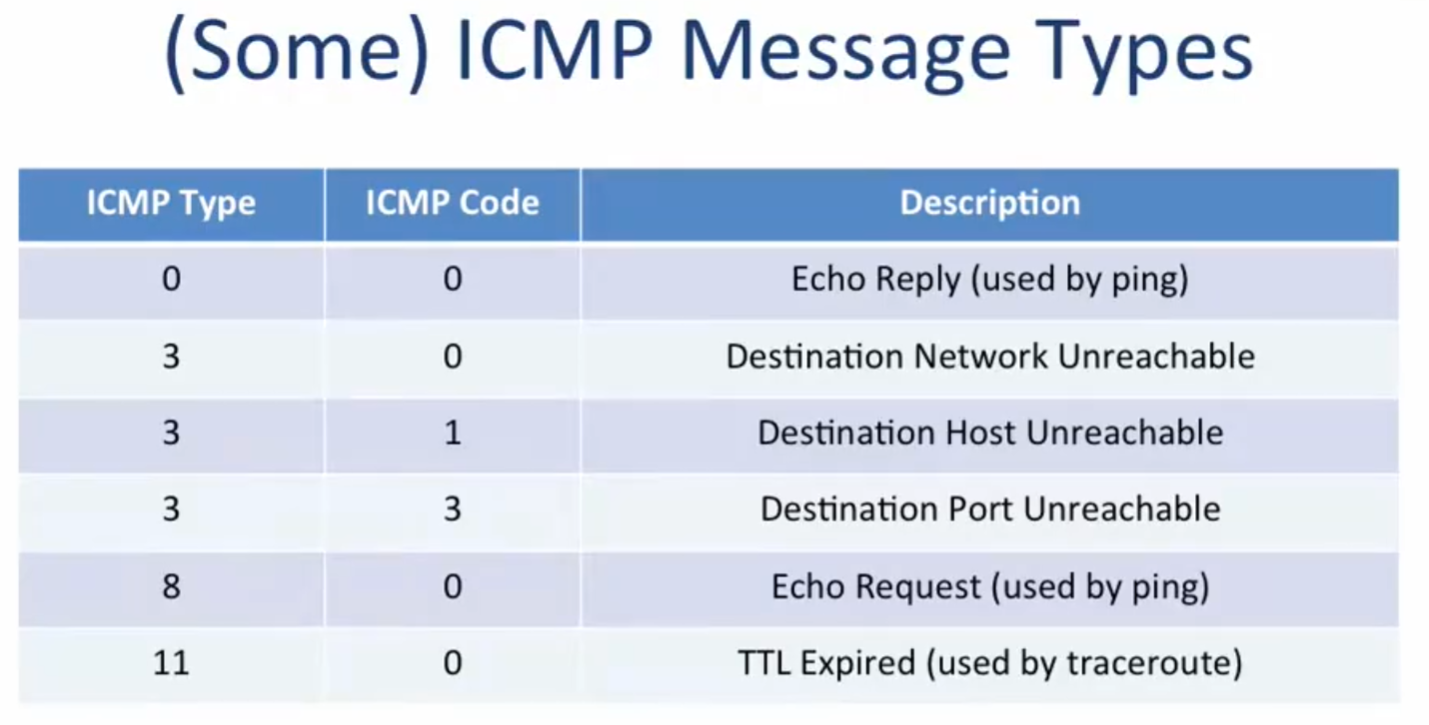 (Some) ICMP Message Types
ICMP Type ICMP Code Description
0 0 Echo Reply (used by ping)
3 0 Destination Network Unreachable
3 1 Destination Host Unreachable
3 3 Destination Port Unreachable
8 0 Echo Request (used by ping)
11 0 TTL Expired (used by traceroute)